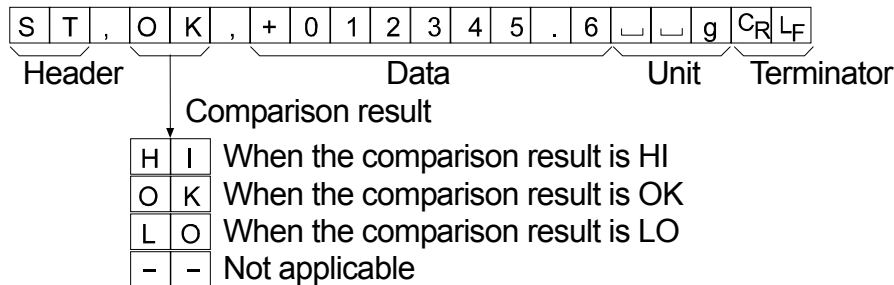 S T , O K , + 0 1 2 3 4 5 . 6 ␣ ␣ g CR LF
Header Data Unit Terminator
Comparison result
H I When the comparison result is HI
O K When the comparison result is OK
L O When the comparison result is LO
- - Not applicable